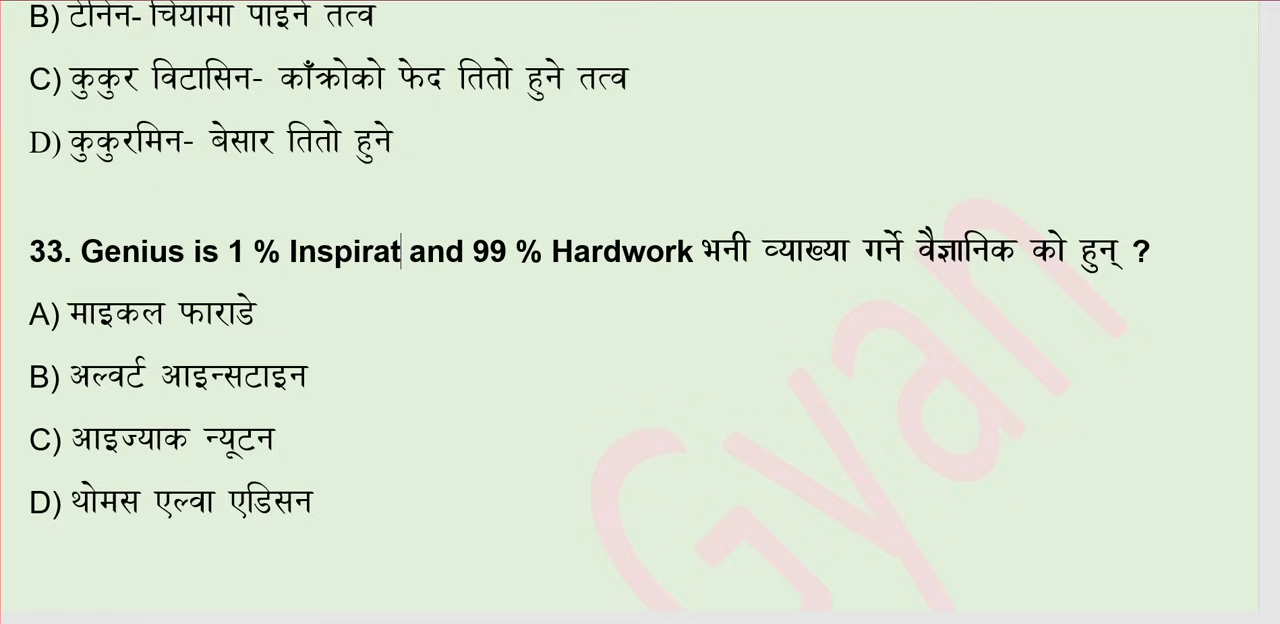 B) टेनिन- चियामा पाइने तत्व
C) कुकुर विटासिन- काँक्रोको फेद तितो हुने तत्व
D) कुकुरमिन- बेसार तितो हुने
33. Genius is 1 % Inspirat and 99 % Hardwork भनी व्याख्या गर्ने वैज्ञानिक को हुन् ?
A) माइकल फाराडे
B) अल्वर्ट आइन्सटाइन
C) आइज्याक न्यूटन
D) थोमस एल्वा एडिसन
Gyan